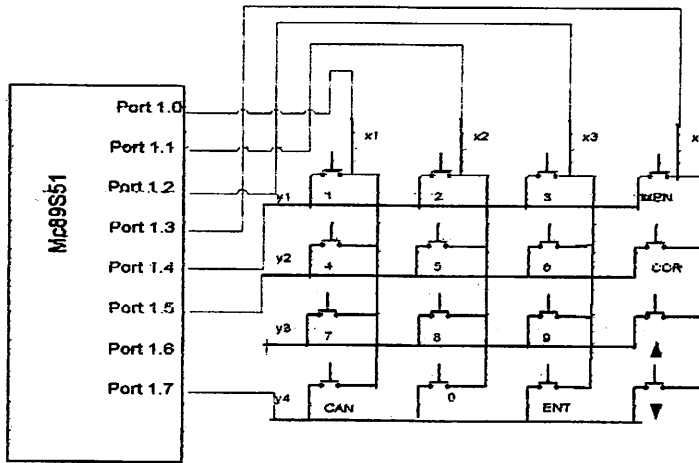 Mc89S51
Port 1.0
Port 1.1
Port 1.2
Port 1.3
Port 1.4
Port 1.5
Port 1.6
Port 1.7
x1 x2 x3
y1 1 2 3
y2 4 5 6 COR
y3 7 8 9
y4 CAN 0 ENT